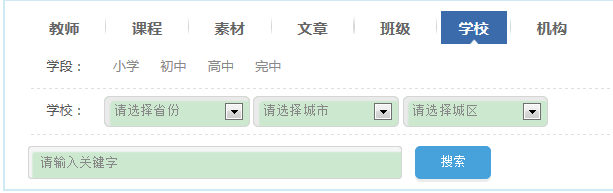 教师 课程 素材 文章 班级 学校 机构
学段： 小学 初中 高中 完中
学校： 请选择省份 请选择城市 请选择城区
请输入关键字 搜索